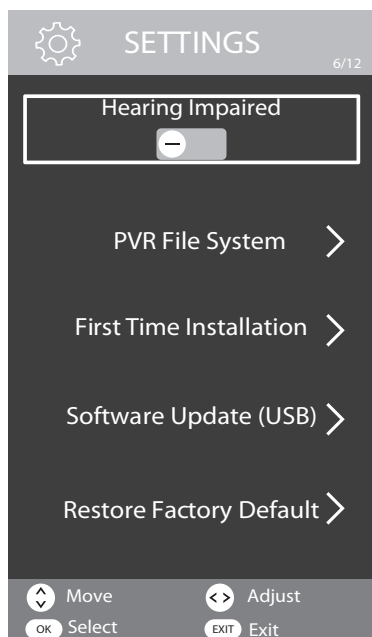 SETTINGS
6/12
Hearing Impaired
PVR File System
First Time Installation
Software Update (USB)
Restore Factory Default
Move
Adjust
OK Select
EXIT Exit